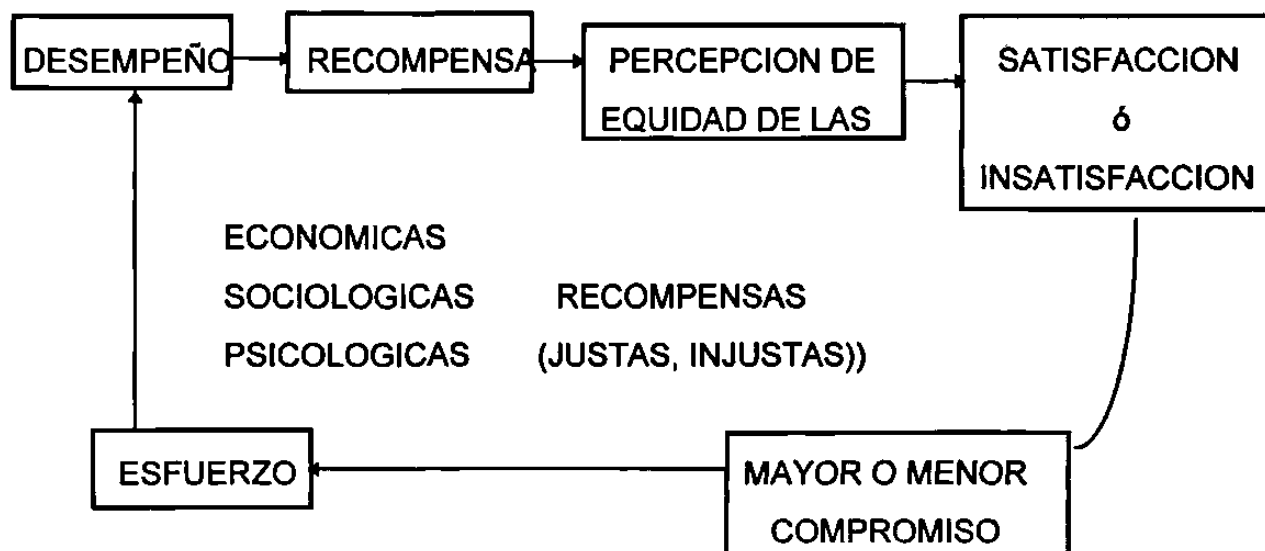 DESEMPEÑO
RECOMPENSA
PERCEPCION DE
EQUIDAD DE LAS
SATISFACCION
ó
INSATISFACCION
ECONOMICAS
SOCIOLOGICAS RECOMPENSAS
PSICOLOGICAS (JUSTAS, INJUSTAS))
ESFUERZO
MAYOR O MENOR
COMPROMISO